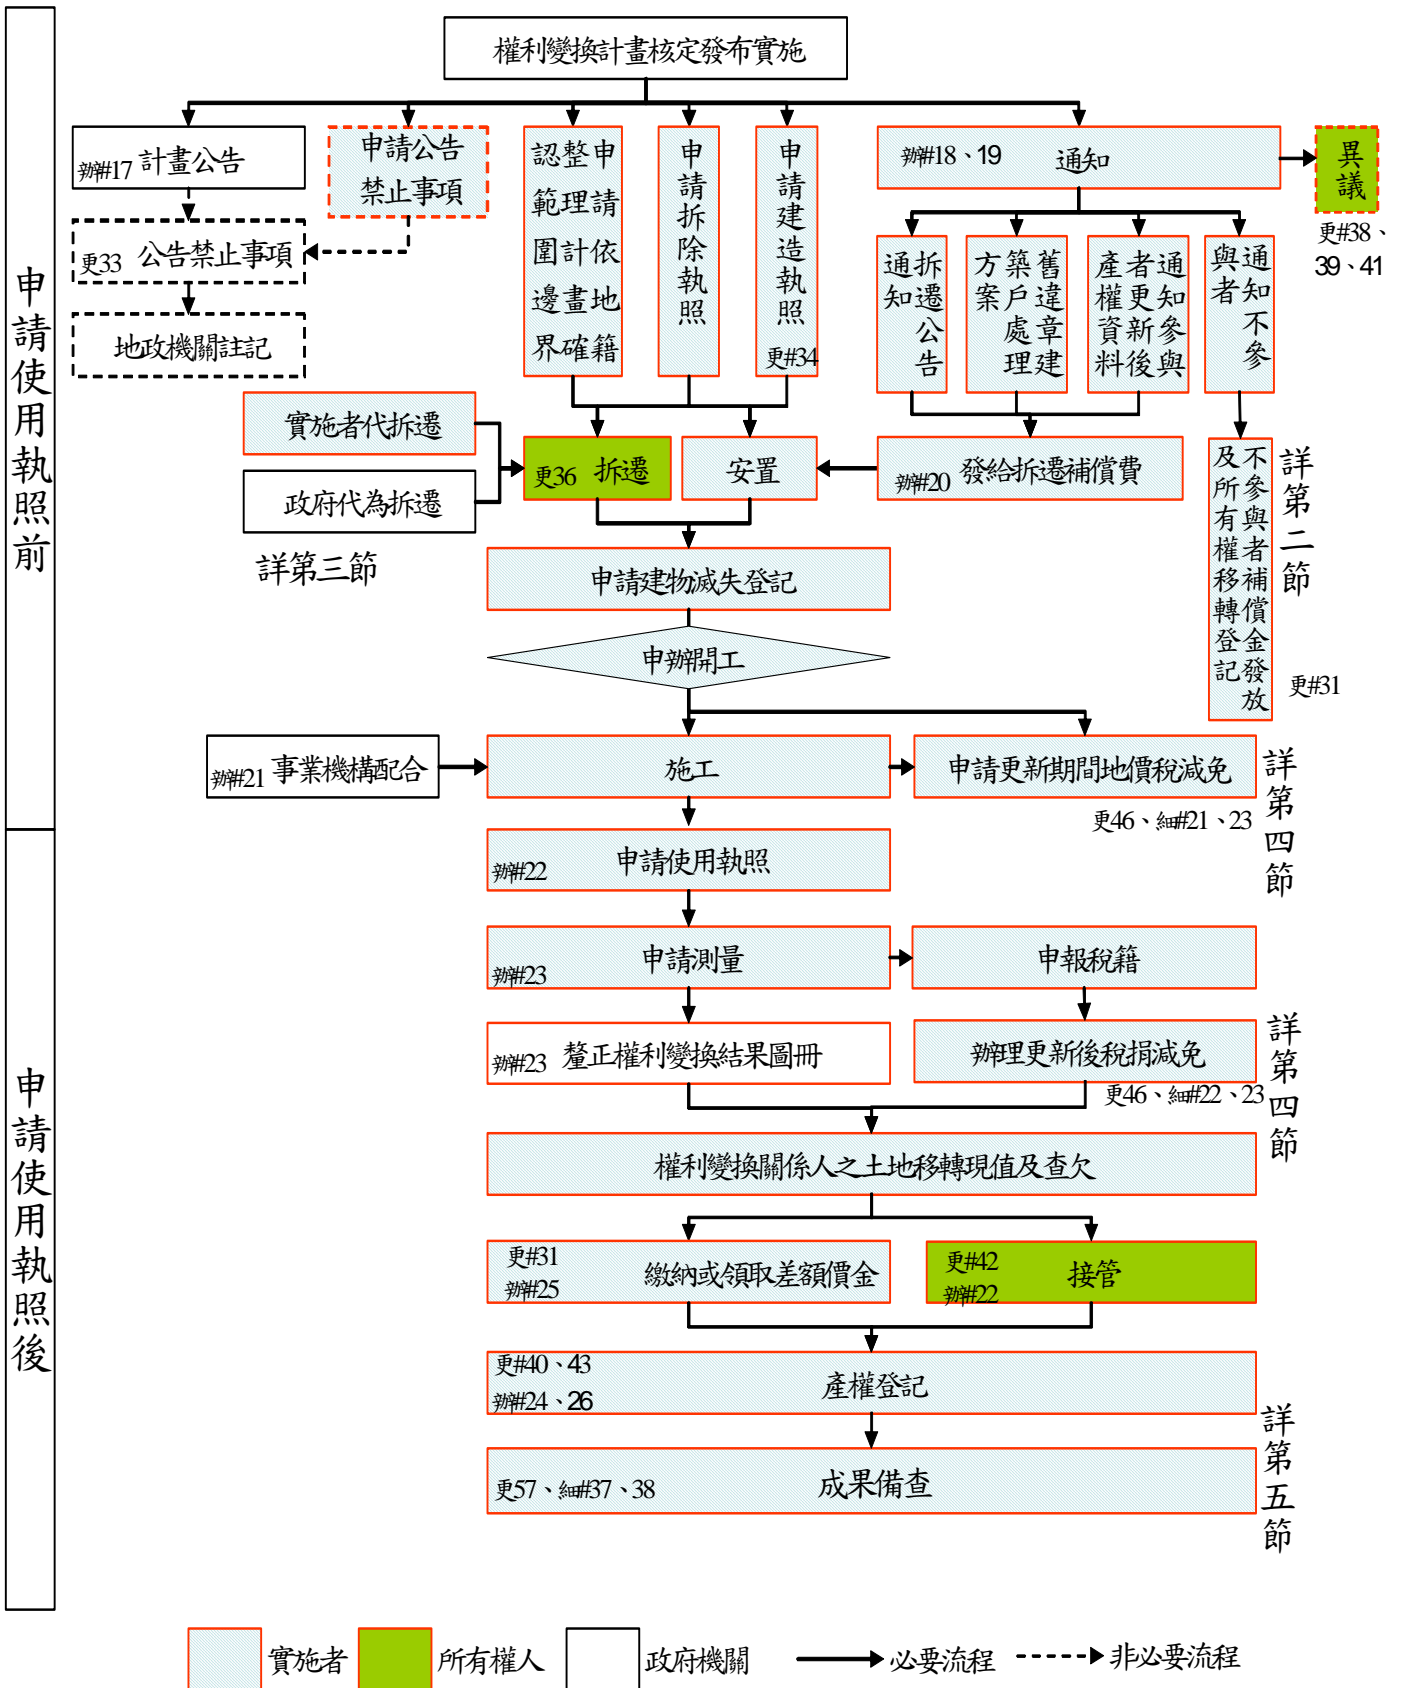 權利變換計畫核定發布實施
辦#17 計畫公告
申請公告
禁止事項
更33 公告禁止事項
地政機關註記
申請依地籍
整理計畫確
認範圍邊界
申請拆除執照
申請建造執照
更#34
辦#18、19 通知
異議
更#38、
39、41
拆遷公告
通知
舊違章建
築戶處理
方案
通知參與
者更新後
產權資料
通知不參
與者
實施者代拆遷
政府代為拆遷
詳第三節
更36 拆遷
安置
辦#20 發給拆遷補償費
不參與者補償金發放
及所有權移轉登記
更#31
詳第二節
申請建物滅失登記
申辦開工
辦#21 事業機構配合
施工
申請更新期間地價稅減免
更46、細#21、23
詳第四節
申請使用執照前
辦#22 申請使用執照
辦#23 申請測量
申報稅籍
辦#23 釐正權利變換結果圖冊
辦理更新後稅捐減免
更46、細#22、23
詳第四節
權利變換關係人之土地移轉現值及查欠
更#31
辦#25
繳納或領取差額價金
更#42
辦#22
接管
更#40、43
辦#24、26
產權登記
更57、細#37、38 成果備查
詳第五節
申請使用執照後
實施者
所有權人
政府機關
必要流程
非必要流程